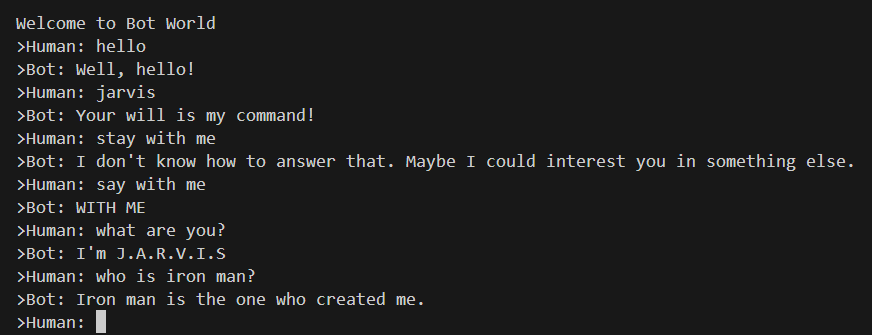 Welcome to Bot World
>Human: hello
>Bot: Well, hello!
>Human: jarvis
>Bot: Your will is my command!
>Human: stay with me
>Bot: I don't know how to answer that. Maybe I could interest you in something else.
>Human: say with me
>Bot: WITH ME
>Human: what are you?
>Bot: I'm J.A.R.V.I.S
>Human: who is iron man?
>Bot: Iron man is the one who created me.
>Human: